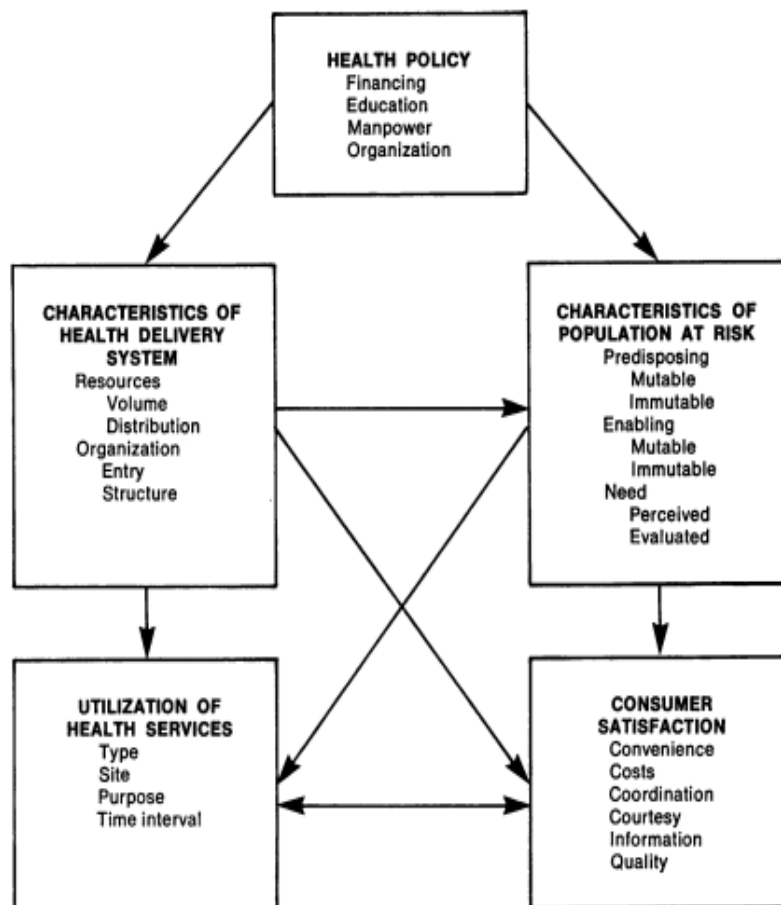 HEALTH POLICY
Financing
Education
Manpower
Organization
CHARACTERISTICS OF
HEALTH DELIVERY
SYSTEM
Resources
Volume
Distribution
Organization
Entry
Structure
CHARACTERISTICS OF
POPULATION AT RISK
Predisposing
Mutable
Immutable
Enabling
Mutable
Immutable
Need
Perceived
Evaluated
UTILIZATION OF
HEALTH SERVICES
Type
Site
Purpose
Time interval
CONSUMER
SATISFACTION
Convenience
Costs
Coordination
Courtesy
Information
Quality